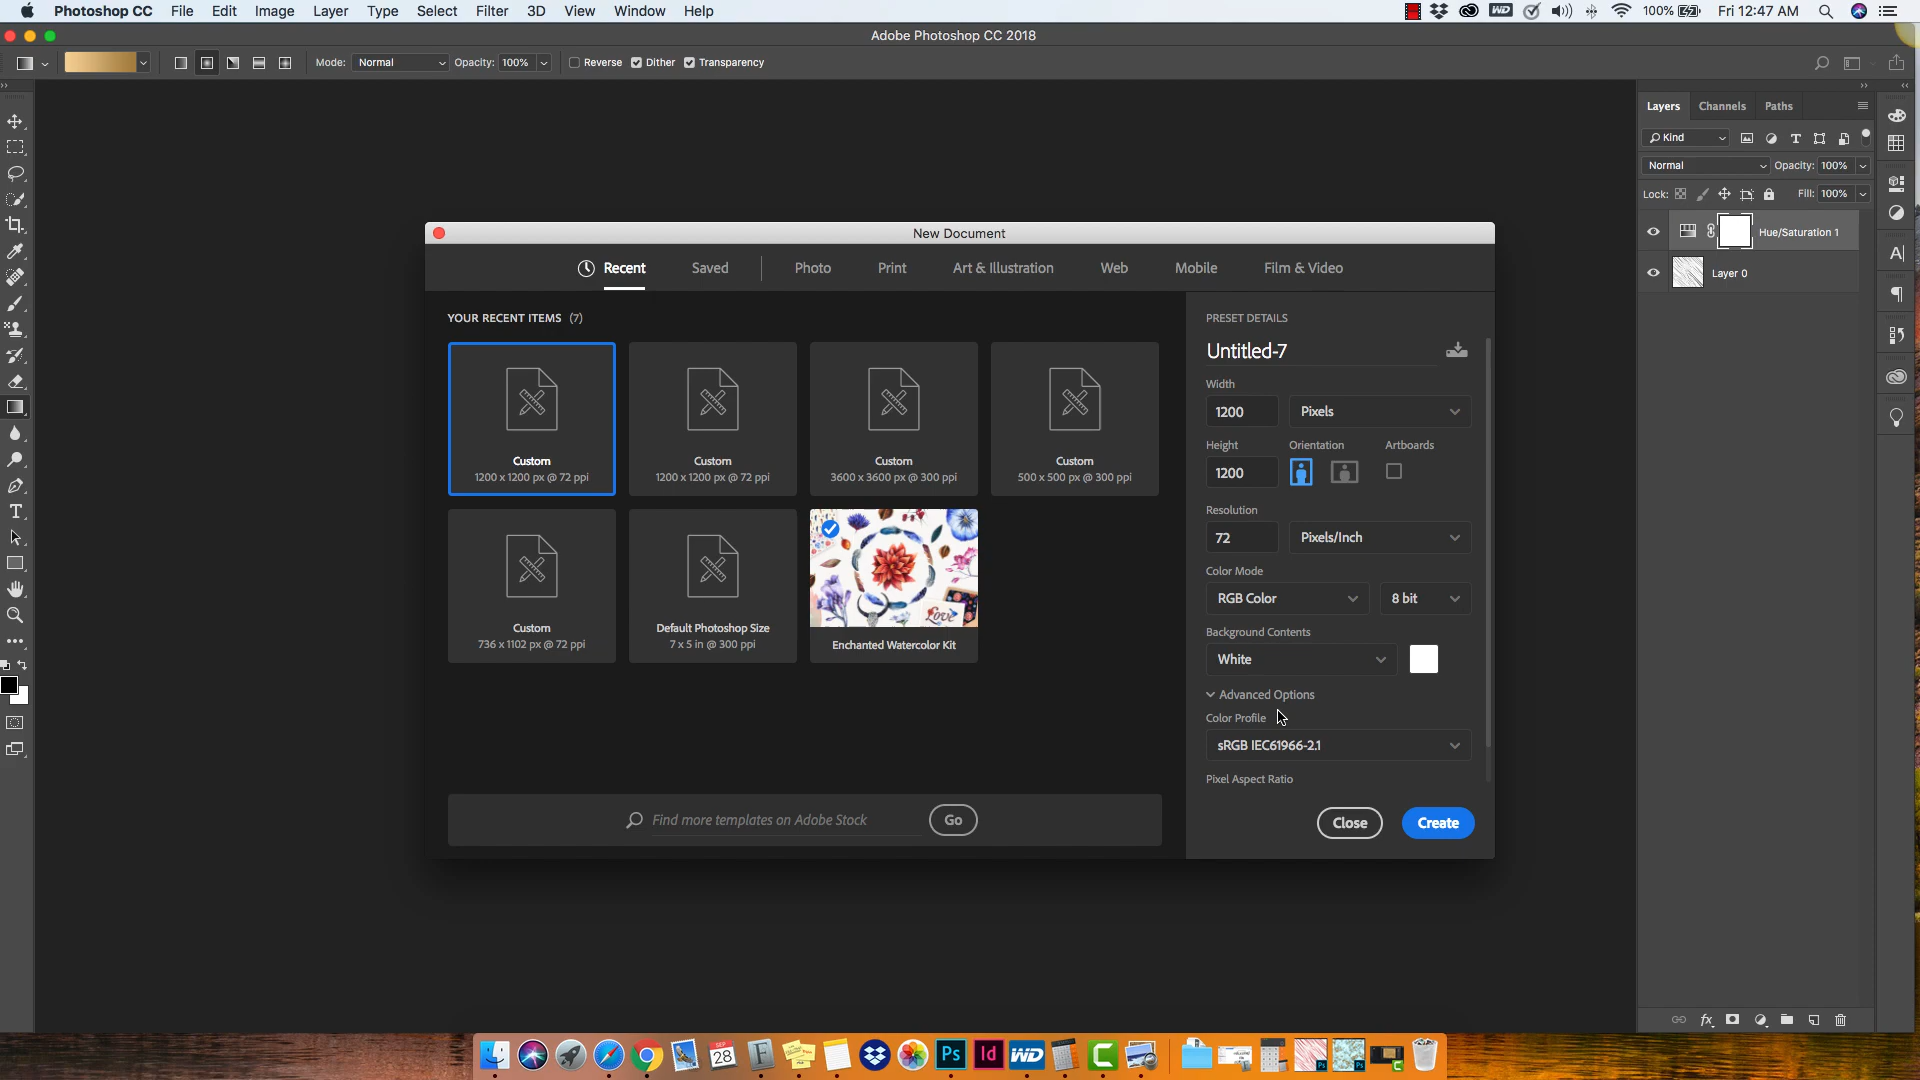 Photoshop CC File Edit Image Layer Type Select Filter 3D View Window Help WD 100% Fri 12:47 AM
Adobe Photoshop CC 2018
Mode: Normal Opacity: 100% Reverse Dither Transparency
Layers Channels Paths
Kind
Normal Opacity: 100%
Lock: Fill: 100%
Hue/Saturation 1
Layer 0
New Document
Recent Saved Photo Print Art & Illustration Web Mobile Film & Video
YOUR RECENT ITEMS (7)
Custom
1200 x 1200 px @ 72 ppi
Custom
1200 x 1200 px @ 72 ppi
Custom
3600 x 3600 px @ 300 ppi
Custom
500 x 500 px @ 300 ppi
Custom
736 x 1102 px @ 72 ppi
Default Photoshop Size
7 x 5 in @ 300 ppi
Love
Enchanted Watercolor Kit
Find more templates on Adobe Stock Go
PRESET DETAILS
Untitled-7
Width
1200 Pixels
Height Orientation Artboards
1200
Resolution
72 Pixels/Inch
Color Mode
RGB Color 8 bit
Background Contents
White
Advanced Options
Color Profile
sRGB IEC61966-2.1
Pixel Aspect Ratio
Close Create
SEP
28
Ps Id WD